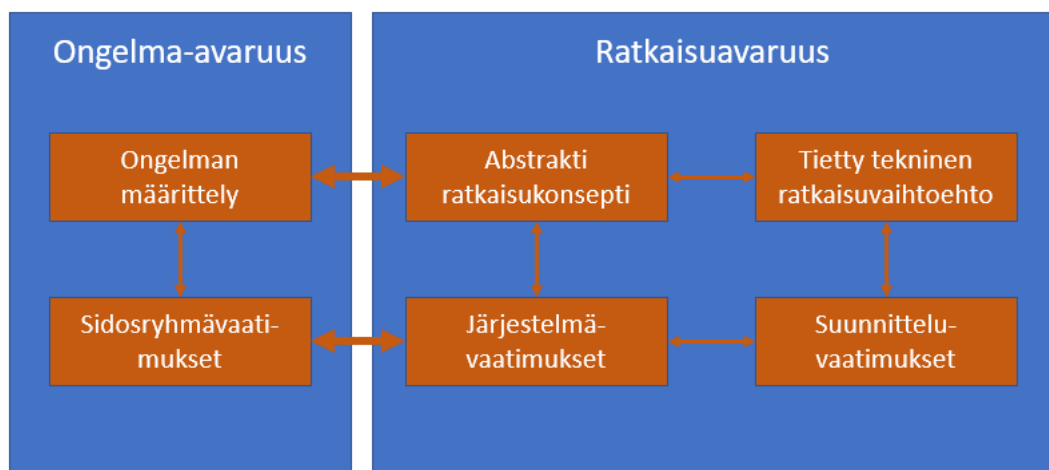 Ongelma-avaruus
Ratkaisuavaruus
Ongelman
määrittely
Abstrakti
ratkaisukonsepti
Tietty tekninen
ratkaisuvaihtoehto
Sidosryhmävaati-
mukset
Järjestelmä-
vaatimukset
Suunnittelu-
vaatimukset